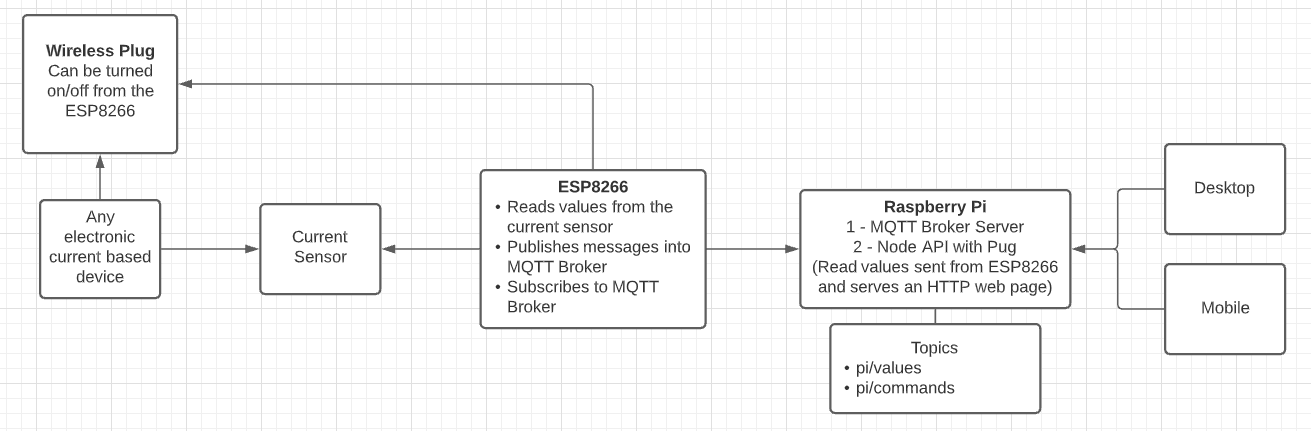 Wireless Plug
Can be turned
on/off from the
ESP8266
Any
electronic
current based
device
Current
Sensor
ESP8266
• Reads values from the
current sensor
• Publishes messages into
MQTT Broker
• Subscribes to MQTT
Broker
Raspberry Pi
1 - MQTT Broker Server
2 - Node API with Pug
(Read values sent from ESP8266
and serves an HTTP web page)
Topics
• pi/values
• pi/commands
Desktop
Mobile